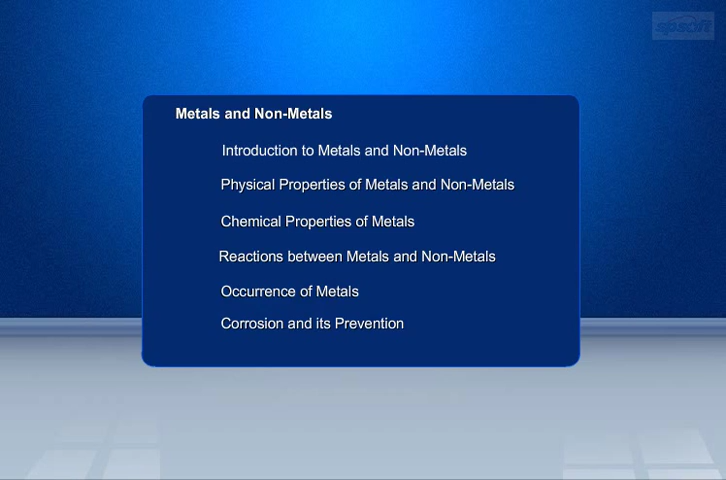 spsoft
Metals and Non-Metals
Introduction to Metals and Non-Metals
Physical Properties of Metals and Non-Metals
Chemical Properties of Metals
Reactions between Metals and Non-Metals
Occurrence of Metals
Corrosion and its Prevention